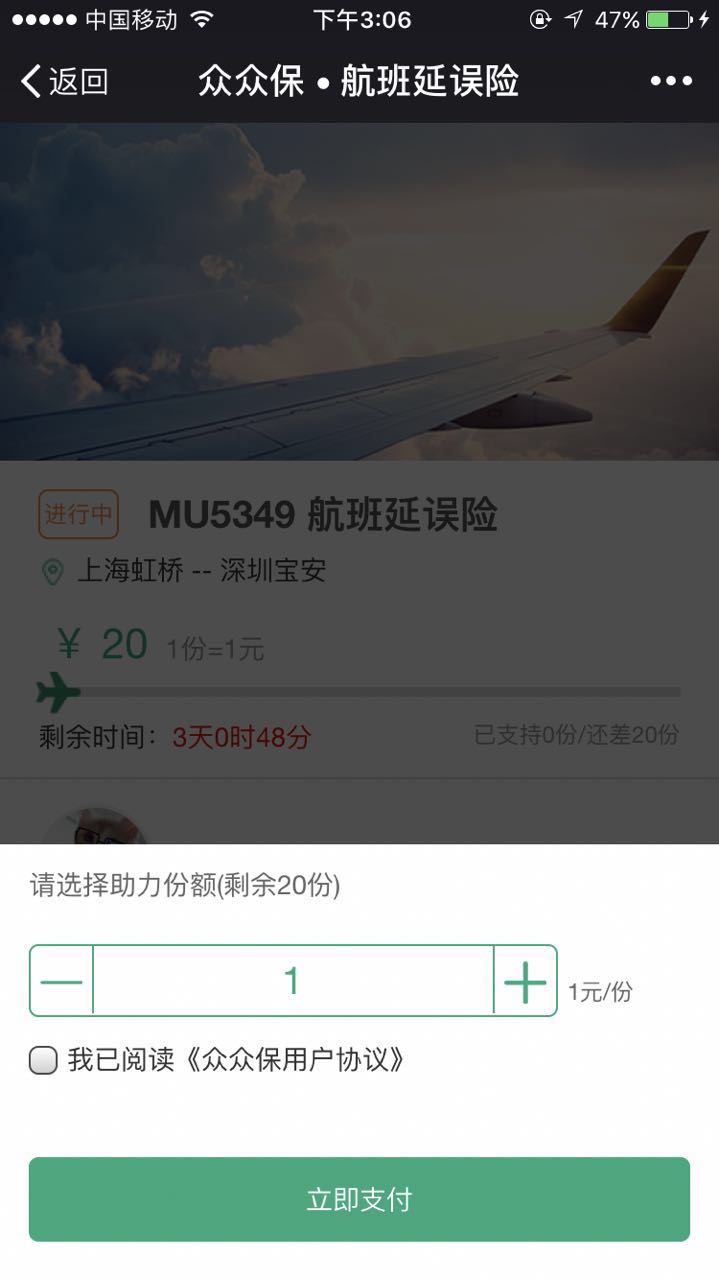 中国移动 下午3:06 47%
返回 众众保•航班延误险
进行中 MU5349 航班延误险
上海虹桥 -- 深圳宝安
¥ 20 1份=1元
剩余时间：3天0时48分 已支持0份/还差20份
请选择助力份额(剩余20份)
1 1元/份
我已阅读《众众保用户协议》
立即支付